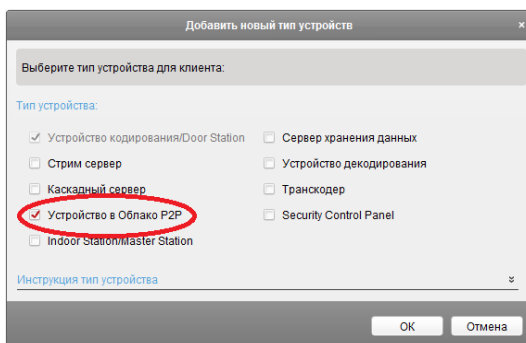 Добавить новый тип устройств
Выберите тип устройства для клиента:
Тип устройства:
Устройство кодирования/Door Station
Сервер хранения данных
Стрим сервер
Устройство декодирования
Каскадный сервер
Транскодер
Устройство в Облако P2P
Security Control Panel
Indoor Station/Master Station
Инструкция тип устройства
OK
Отмена